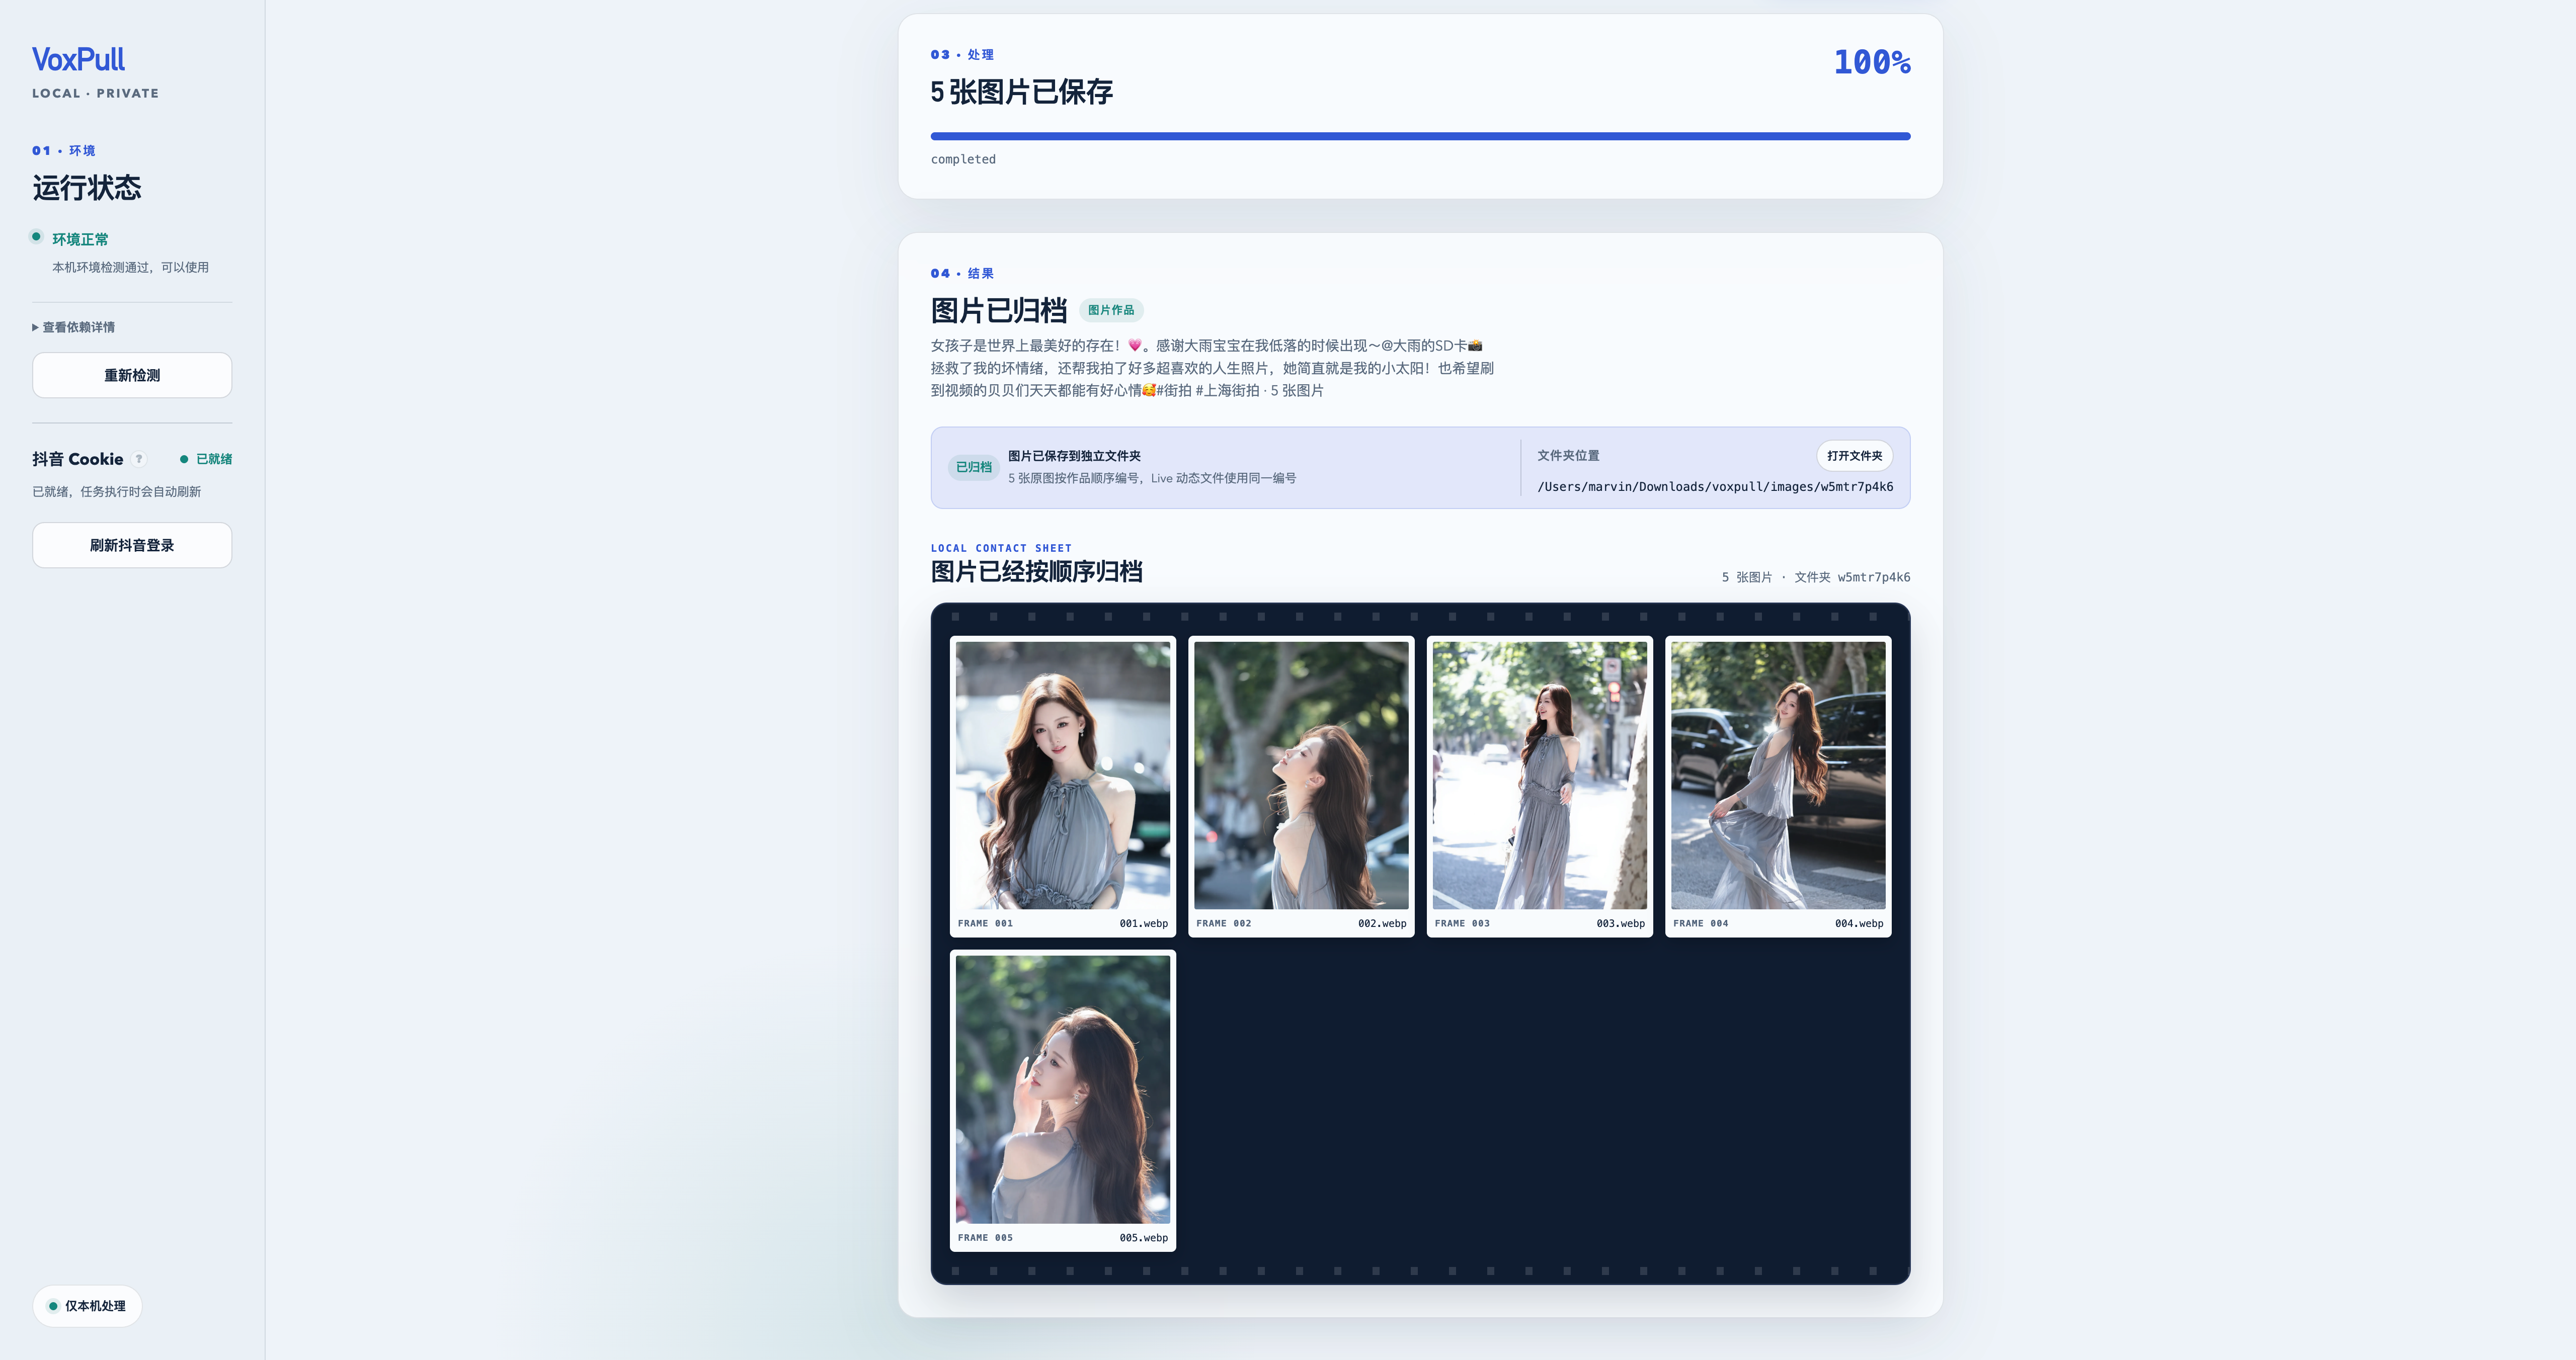 VoxPull
LOCAL · PRIVATE
01 · 环境
运行状态
环境正常
本机环境检测通过，可以使用
查看依赖详情
重新检测
抖音 Cookie ? 已就绪
已就绪，任务执行时会自动刷新
刷新抖音登录
仅本机处理
03 · 处理
5 张图片已保存
100%
completed
04 · 结果
图片已归档 图片作品
女孩子是世界上最美好的存在！💗。感谢大雨宝宝在我低落的时候出现～@大雨的SD卡📸
拯救了我的坏情绪，还帮我拍了好多超喜欢的人生照片，她简直就是我的小太阳！也希望刷
到视频的贝贝们天天都能有好心情🥰#街拍 #上海街拍 · 5 张图片
已归档
图片已保存到独立文件夹
5 张原图按作品顺序编号，Live 动态文件使用同一编号
文件夹位置
打开文件夹
/Users/marvin/Downloads/voxpull/images/w5mtr7p4k6
LOCAL CONTACT SHEET
图片已经按顺序归档
5 张图片 · 文件夹 w5mtr7p4k6
FRAME 001 001.webp
FRAME 002 002.webp
FRAME 003 003.webp
FRAME 004 004.webp
FRAME 005 005.webp